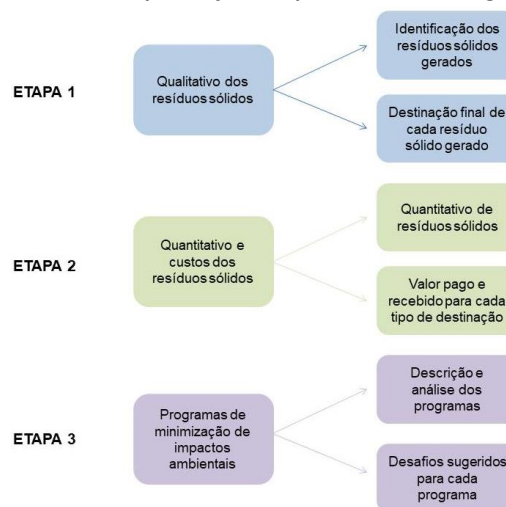 ETAPA 1
Qualitativo dos
resíduos sólidos
Identificação dos
resíduos sólidos
gerados
Destinação final de
cada resíduo
sólido gerado
ETAPA 2
Quantitativo e
custos dos
resíduos sólidos
Quantitativo de
resíduos sólidos
Valor pago e
recebido para cada
tipo de destinação
ETAPA 3
Programas de
minimização de
impactos
ambientais
Descrição e
análise dos
programas
Desafios sugeridos
para cada
programa